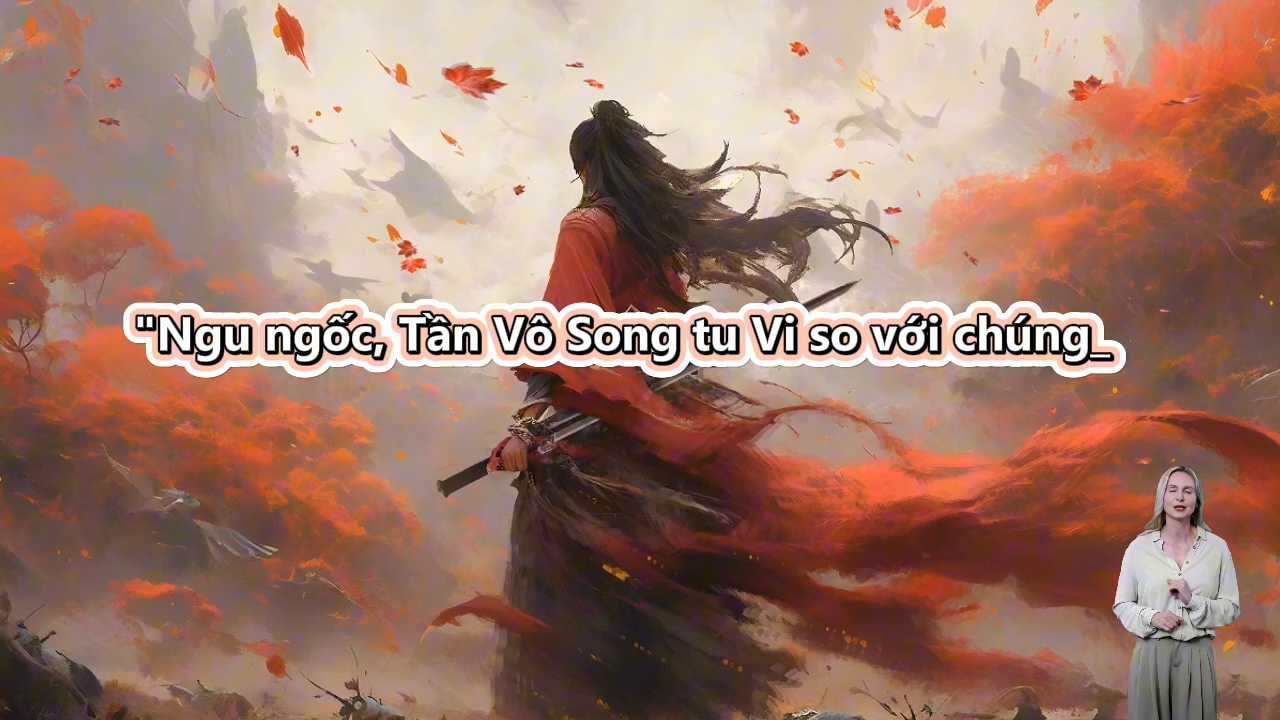 "Ngu ngốc, Tần Vô Song tu Vi so với chúng_